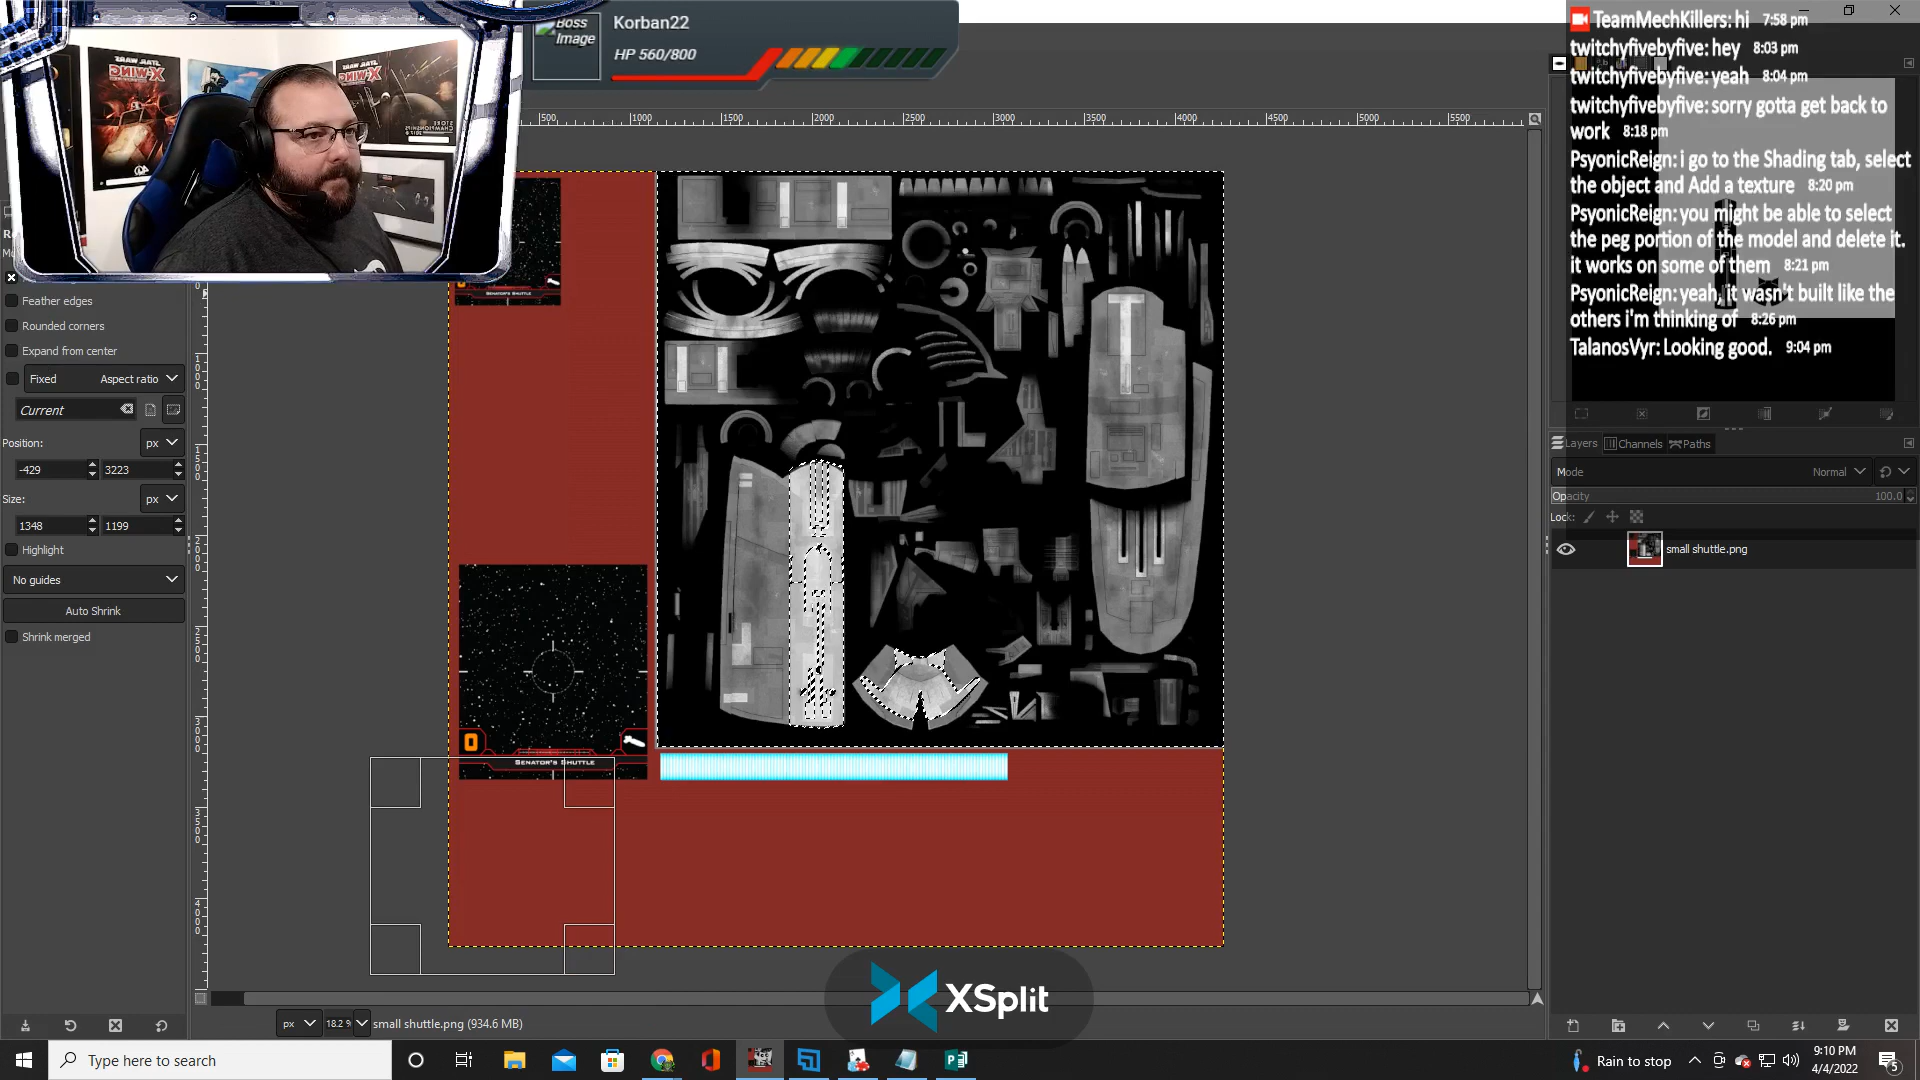 Boss Image
Korban22
HP 560/800
TeamMechKillers: hi 7:58 pm
twitchyfivebyfive: hey 8:03 pm
twitchyfivebyfive: yeah 8:04 pm
twitchyfivebyfive: sorry gotta get back to
work 8:18 pm
PsyonicReign: i go to the Shading tab, select
the object and Add a texture 8:20 pm
PsyonicReign: you might be able to select
the peg portion of the model and delete it.
it works on some of them 8:21 pm
PsyonicReign: yeah, it wasn't built like the
others i'm thinking of 8:26 pm
TalanosVyr: Looking good. 9:04 pm
500 1000 1500 2000 2500 3000 3500 4000 4500 5000 5500
Feather edges
Rounded corners
Expand from center
Fixed Aspect ratio
Current
Position: px
-429 3223
Size: px
1348 1199
Highlight
No guides
Auto Shrink
Shrink merged
SENATOR'S SHUTTLE
SENATOR'S SHUTTLE
Layers Channels Paths
Mode Normal
Opacity 100.0
Lock:
small shuttle.png
XSplit
px 18.2 % small shuttle.png (934.6 MB)
Type here to search
Rain to stop
9:10 PM
4/4/2022
5